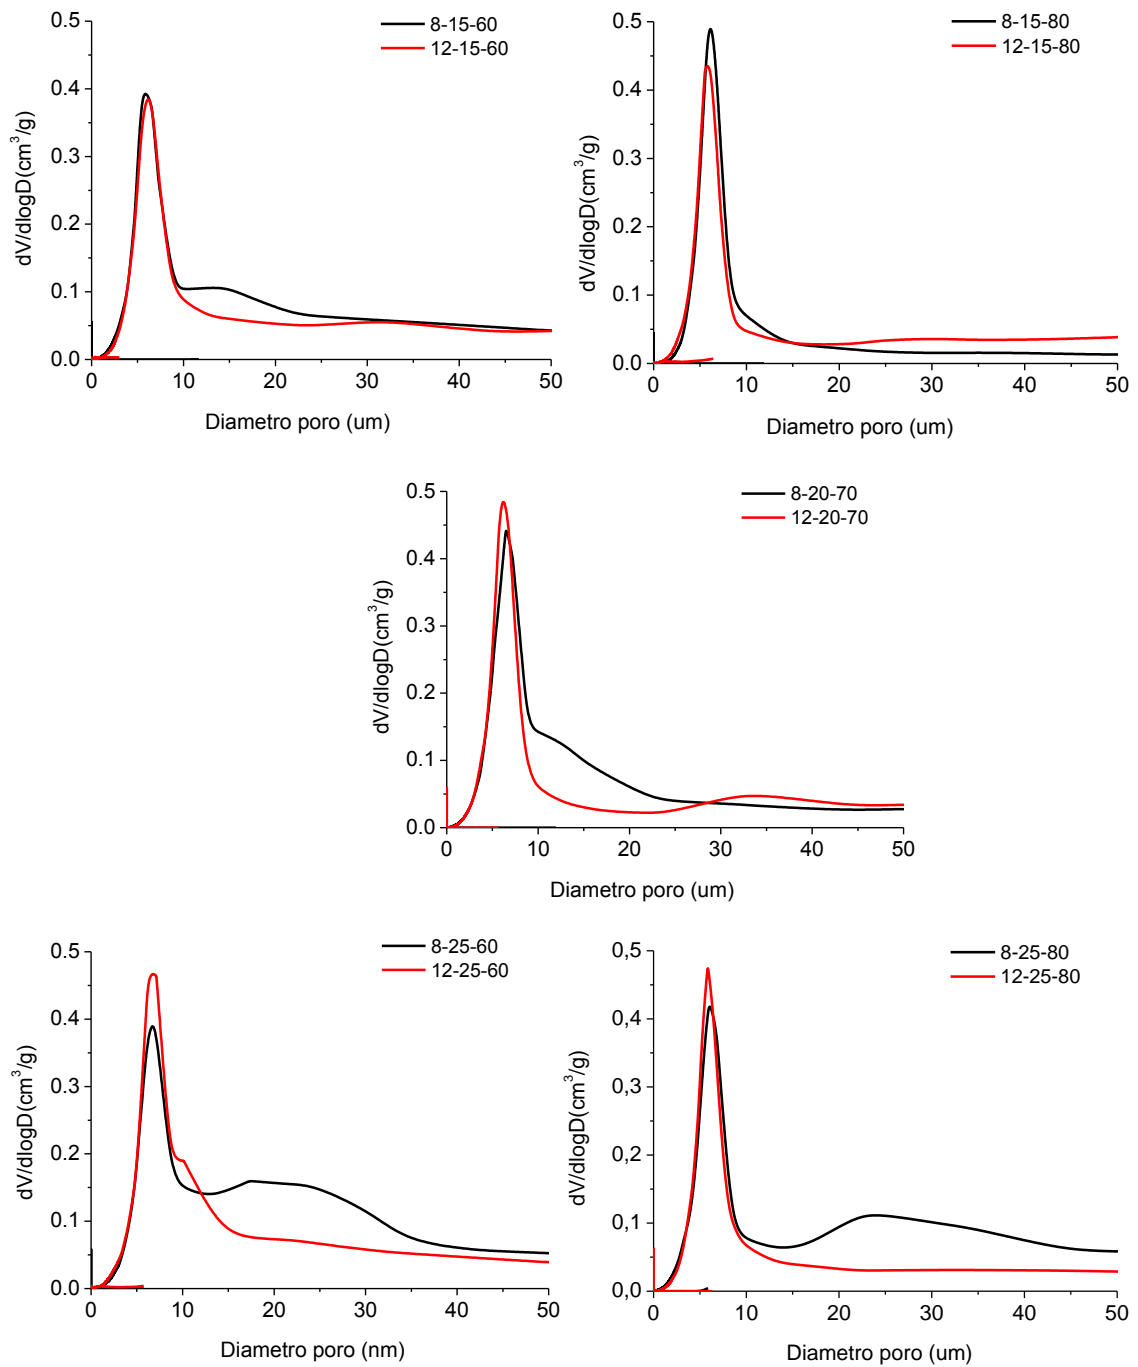 8-15-60
12-15-60
0.5
0.4
0.3
0.2
0.1
0.0
dV/dlogD(cm³/g)
0 10 20 30 40 50
Diametro poro (um)
8-15-80
12-15-80
0.5
0.4
0.3
0.2
0.1
0.0
dV/dlogD(cm³/g)
0 10 20 30 40 50
Diametro poro (um)
8-20-70
12-20-70
0.5
0.4
0.3
0.2
0.1
0.0
dV/dlogD(cm³/g)
0 10 20 30 40 50
Diametro poro (um)
8-25-60
12-25-60
0.5
0.4
0.3
0.2
0.1
0.0
dV/dlogD(cm³/g)
0 10 20 30 40 50
Diametro poro (nm)
8-25-80
12-25-80
0,5
0,4
0,3
0,2
0,1
0,0
dV/dlogD(cm³/g)
0 10 20 30 40 50
Diametro poro (um)